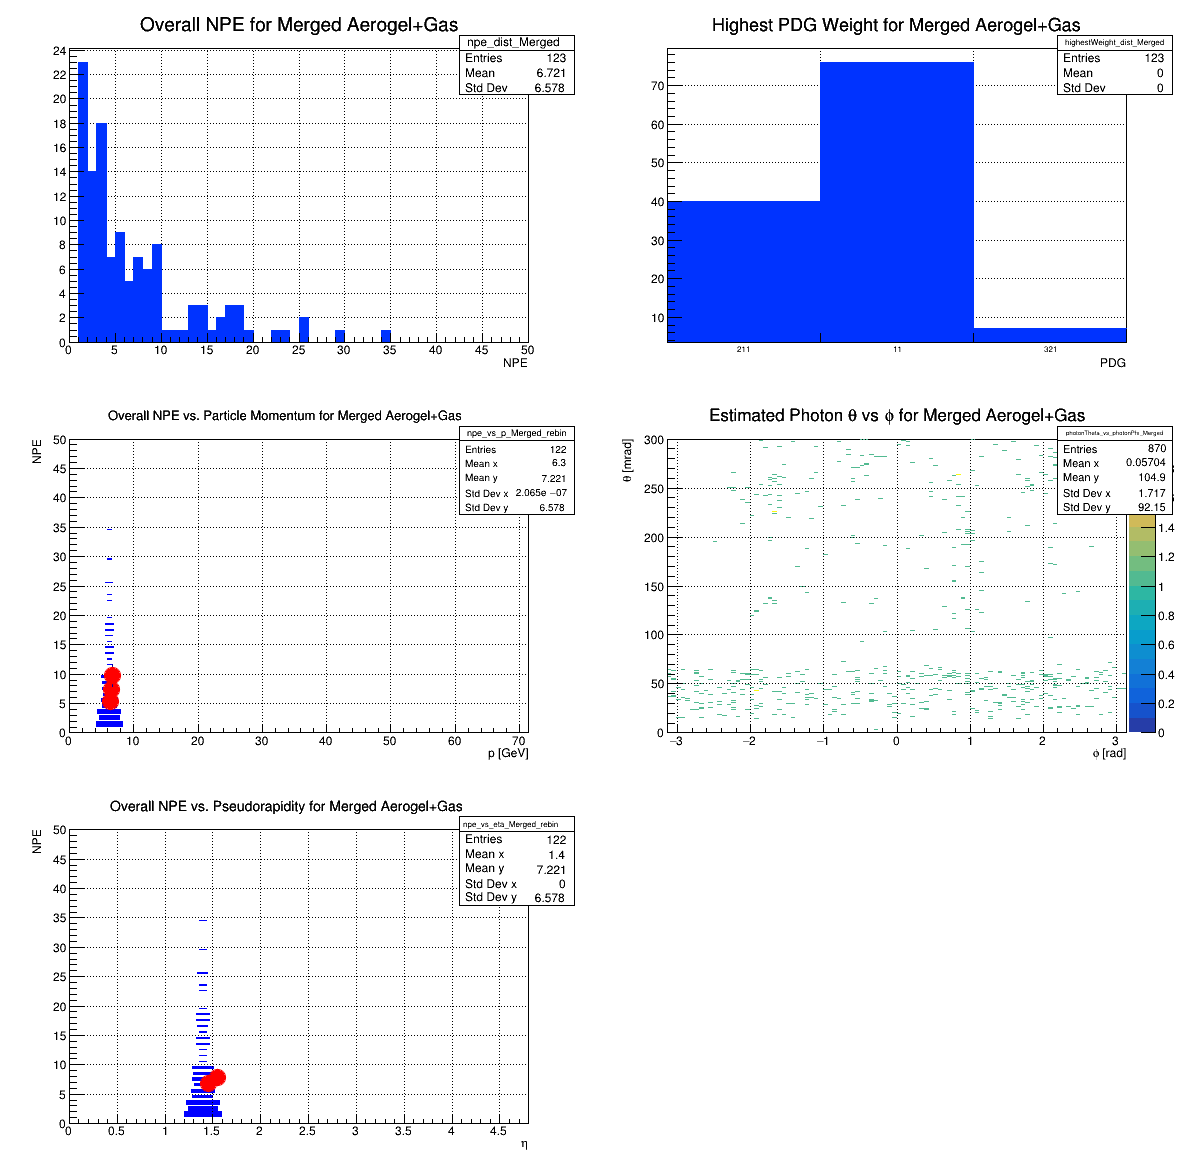 Overall NPE for Merged Aerogel+Gas
npe_dist_Merged
Entries 123
Mean 6.721
Std Dev 6.578
24
22
20
18
16
14
12
10
8
6
4
2
0
0 5 10 15 20 25 30 35 40 45 50
NPE
Highest PDG Weight for Merged Aerogel+Gas
highestWeight_dist_Merged
Entries 123
Mean 0
Std Dev 0
70
60
50
40
30
20
10
211 11 321
PDG
Overall NPE vs. Particle Momentum for Merged Aerogel+Gas
npe_vs_p_Merged_rebin
Entries 122
Mean x 6.3
Mean y 7.221
Std Dev x 2.065e −07
Std Dev y 6.578
NPE
50
45
40
35
30
25
20
15
10
5
0
0 10 20 30 40 50 60 70
p [GeV]
Estimated Photon θ vs ϕ for Merged Aerogel+Gas
photonTheta_vs_photonPhi_Merged
Entries 870
Mean x 0.05704
Mean y 104.9
Std Dev x 1.717
Std Dev y 92.15
θ [mrad]
300
250
200
150
100
50
0
−3 −2 −1 0 1 2 3
ϕ [rad]
1.4
1.2
1
0.8
0.6
0.4
0.2
0
Overall NPE vs. Pseudorapidity for Merged Aerogel+Gas
npe_vs_eta_Merged_rebin
Entries 122
Mean x 1.4
Mean y 7.221
Std Dev x 0
Std Dev y 6.578
NPE
50
45
40
35
30
25
20
15
10
5
0
0 0.5 1 1.5 2 2.5 3 3.5 4 4.5
η